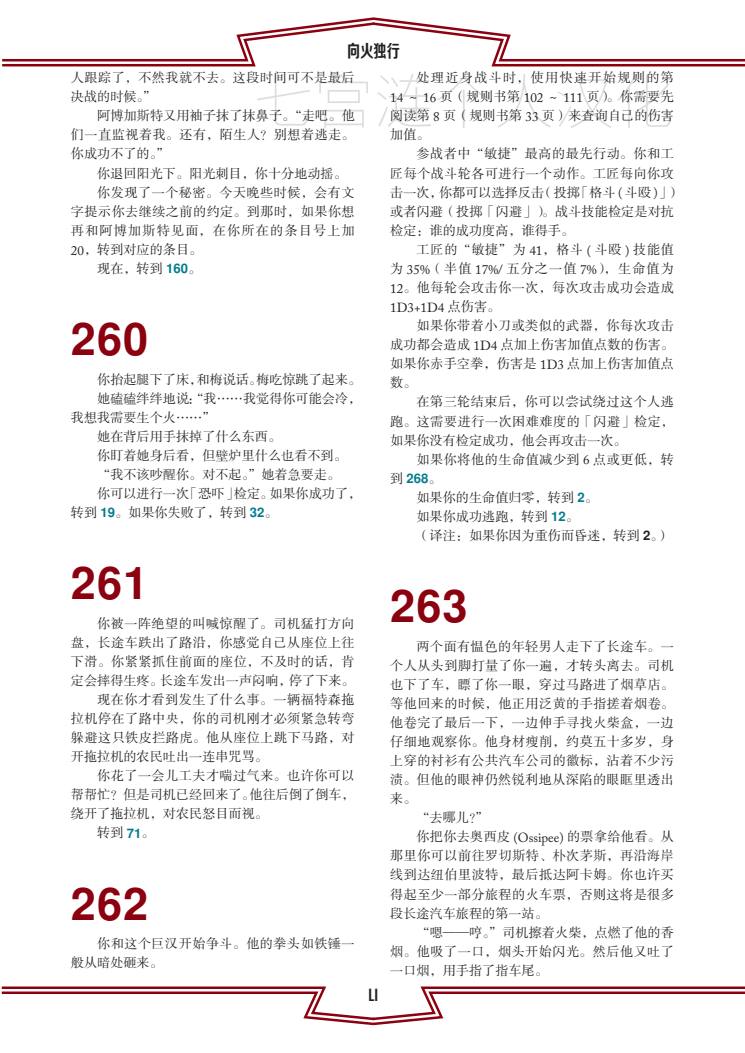 向火独行
人跟踪了，不然我就不去。这段时间可不是最后
决战的时候。”
阿博加斯特又用袖子抹了抹鼻子。“走吧。他
们一直监视着我。还有，陌生人？别想着逃走。
你成功不了的。”
你退回阳光下。阳光刺目，你十分地动摇。
你发现了一个秘密。今天晚些时候，会有文
字提示你去继续之前的约定。到那时，如果你想
再和阿博加斯特见面，在你所在的条目号上加
20，转到对应的条目。
现在，转到 160。
260
你抬起腿下了床，和梅说话。梅吃惊跳了起来。
她磕磕绊绊地说：“我……我觉得你可能会冷，
我想我需要生个火……”
她在背后用手抹掉了什么东西。
你盯着她身后看，但壁炉里什么也看不到。
“我不该吵醒你。对不起。”她着急要走。
你可以进行一次「恐吓」检定。如果你成功了，
转到 19。如果你失败了，转到 32。
261
你被一阵绝望的叫喊惊醒了。司机猛打方向
盘，长途车跌出了路沿，你感觉自己从座位上往
下滑。你紧紧抓住前面的座位，不及时的话，肯
定会摔得生疼。长途车发出一声闷响，停了下来。
现在你才看到发生了什么事。一辆福特森拖
拉机停在了路中央，你的司机刚才必须紧急转弯
躲避这只铁皮拦路虎。他从座位上跳下马路，对
开拖拉机的农民吐出一连串咒骂。
你花了一会儿工夫才喘过气来。也许你可以
帮帮忙？但是司机已经回来了。他往后倒了倒车，
绕开了拖拉机，对农民怒目而视。
转到 71。
262
你和这个巨汉开始争斗。他的拳头如铁锤一
般从暗处砸来。
处理近身战斗时，使用快速开始规则的第
14 ~ 16 页（规则书第 102 ~ 111 页）。你需要先
阅读第 8 页（规则书第 33 页）来查询自己的伤害
加值。
参战者中“敏捷”最高的最先行动。你和工
匠每个战斗轮各可进行一个动作。工匠每向你攻
击一次，你都可以选择反击（投掷「格斗 ( 斗殴 )」）
或者闪避（投掷「闪避」）。战斗技能检定是对抗
检定；谁的成功度高，谁得手。
工匠的“敏捷”为 41，格斗 ( 斗殴 ) 技能值
为 35%（半值 17%/ 五分之一值 7%），生命值为
12。他每轮会攻击你一次，每次攻击成功会造成
1D3+1D4 点伤害。
如果你带着小刀或类似的武器，你每次攻击
成功都会造成 1D4 点加上伤害加值点数的伤害。
如果你赤手空拳，伤害是 1D3 点加上伤害加值点
数。
在第三轮结束后，你可以尝试绕过这个人逃
跑。这需要进行一次困难难度的「闪避」检定，
如果你没有检定成功，他会再攻击一次。
如果你将他的生命值减少到 6 点或更低，转
到 268。
如果你的生命值归零，转到 2。
如果你成功逃跑，转到 12。
（译注：如果你因为重伤而昏迷，转到 2。）
263
两个面有愠色的年轻男人走下了长途车。一
个人从头到脚打量了你一遍，才转头离去。司机
也下了车，瞟了你一眼，穿过马路进了烟草店。
等他回来的时候，他正用泛黄的手指搓着烟卷。
他卷完了最后一下，一边伸手寻找火柴盒，一边
仔细地观察你。他身材瘦削，约莫五十多岁，身
上穿的衬衫有公共汽车公司的徽标，沾着不少污
渍。但他的眼神仍然锐利地从深陷的眼眶里透出
来。
“去哪儿？”
你把你去奥西皮 (Ossipee) 的票拿给他看。从
那里你可以前往罗切斯特、朴次茅斯，再沿海岸
线到达纽伯里波特，最后抵达阿卡姆。你也许买
得起至少一部分旅程的火车票，否则这将是很多
段长途汽车旅程的第一站。
“嗯——哼。”司机擦着火柴，点燃了他的香
烟。他吸了一口，烟头开始闪光。然后他又吐了
一口烟，用手指了指车尾。
LI